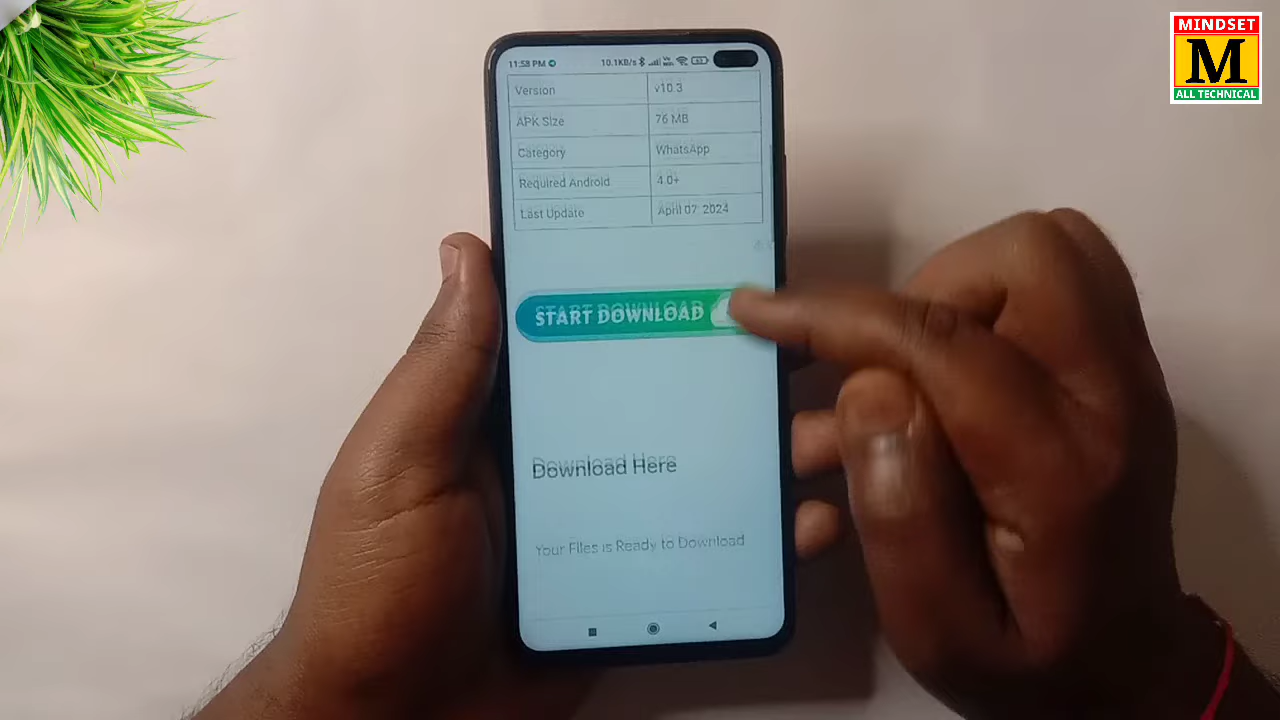 MINDSET
M
ALL TECHNICAL
11:58 PM 10.1KB/s 63
Version v10.3
APK Size 76 MB
Category WhatsApp
Required Android 4.0+
Last Update April 07 2024
START DOWNLOAD
Download Here
Your Files is Ready to Download